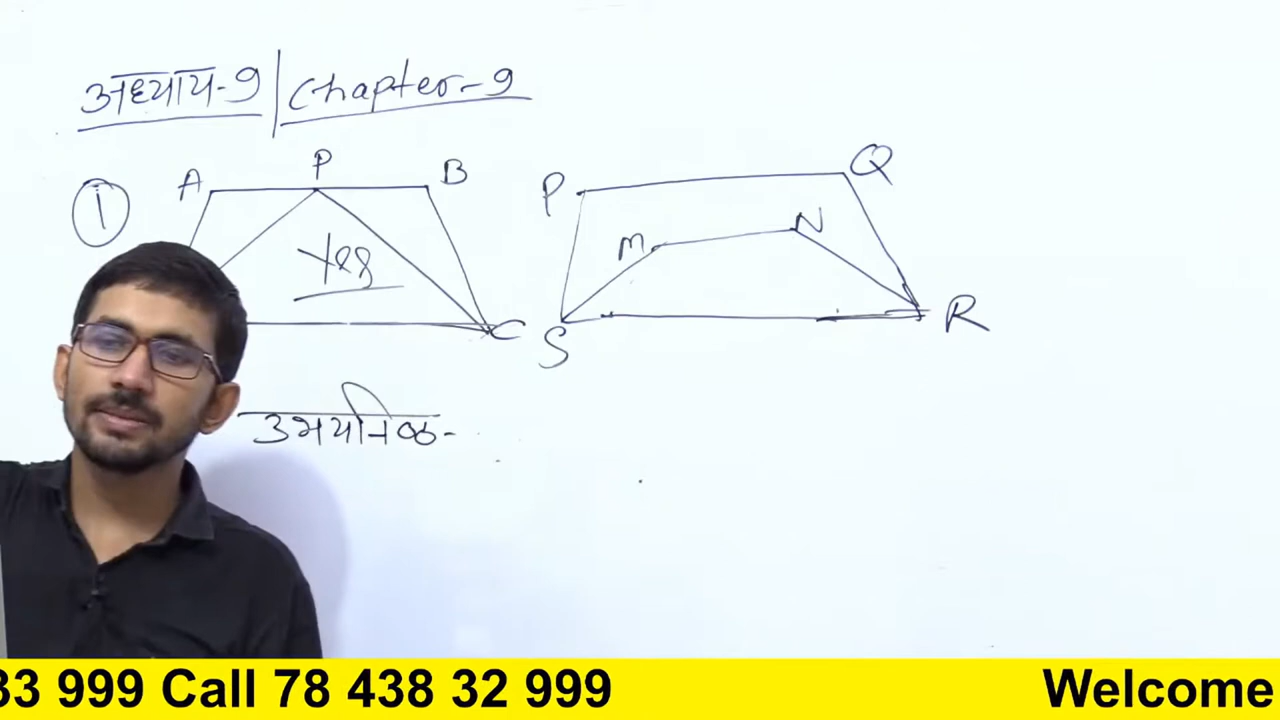 अध्याय-9 | Chapter-9
①
A P B
Yes
C
P Q
M N
S R
उभयनिष्ठ-
33 999 Call 78 438 32 999
Welcome